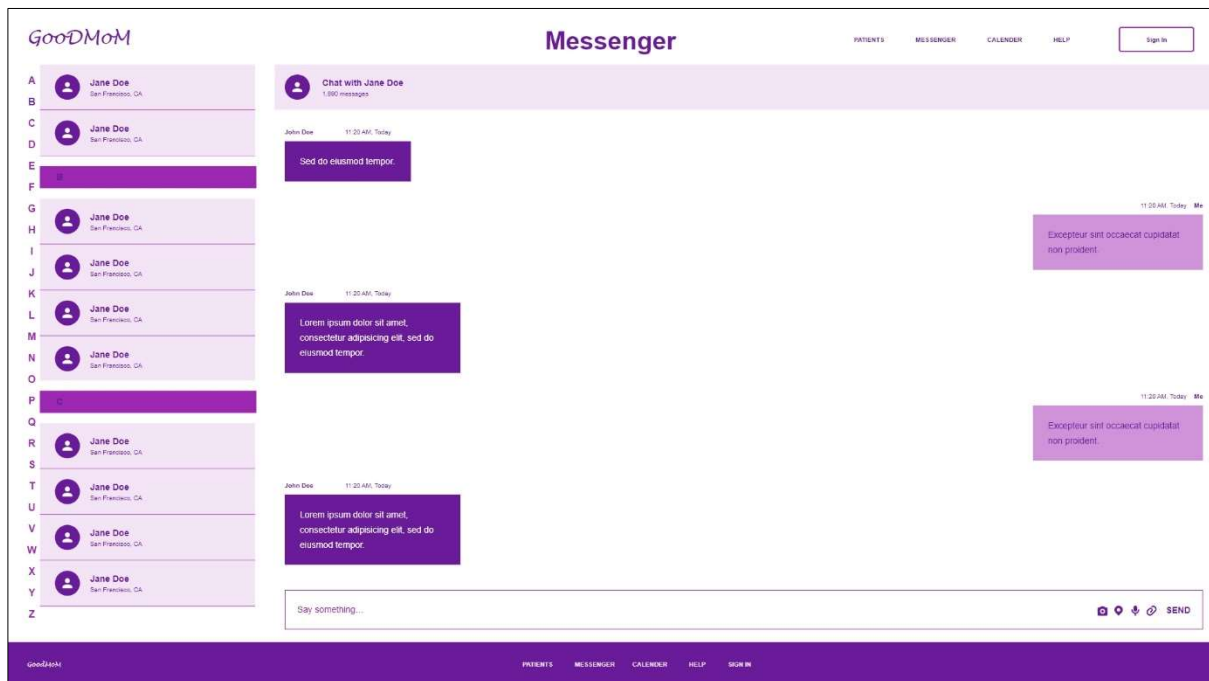 GooDMoM
Messenger
PATIENTS
MESSENGER
CALENDER
HELP
Sign In
A
B
C
D
E
F
G
H
I
J
K
L
M
N
O
P
Q
R
S
T
U
V
W
X
Y
Z
Jane Doe
San Francisco, CA
Jane Doe
San Francisco, CA
B
Jane Doe
San Francisco, CA
Jane Doe
San Francisco, CA
Jane Doe
San Francisco, CA
Jane Doe
San Francisco, CA
C
Jane Doe
San Francisco, CA
Jane Doe
San Francisco, CA
Jane Doe
San Francisco, CA
Jane Doe
San Francisco, CA
Chat with Jane Doe
messages
John Doe 11:20 AM, Today
Sed do eiusmod tempor.
11:20 AM, Today Me
Excepteur sint occaecat cupidatat
non proident.
John Doe 11:20 AM, Today
Lorem ipsum dolor sit amet,
consectetur adipisicing elit, sed do
eiusmod tempor.
11:20 AM, Today Me
Excepteur sint occaecat cupidatat
non proident.
John Doe 11:20 AM, Today
Lorem ipsum dolor sit amet,
consectetur adipisicing elit, sed do
eiusmod tempor.
Say something...
SEND
GooDMoM
PATIENTS
MESSENGER
CALENDER
HELP
SIGN IN